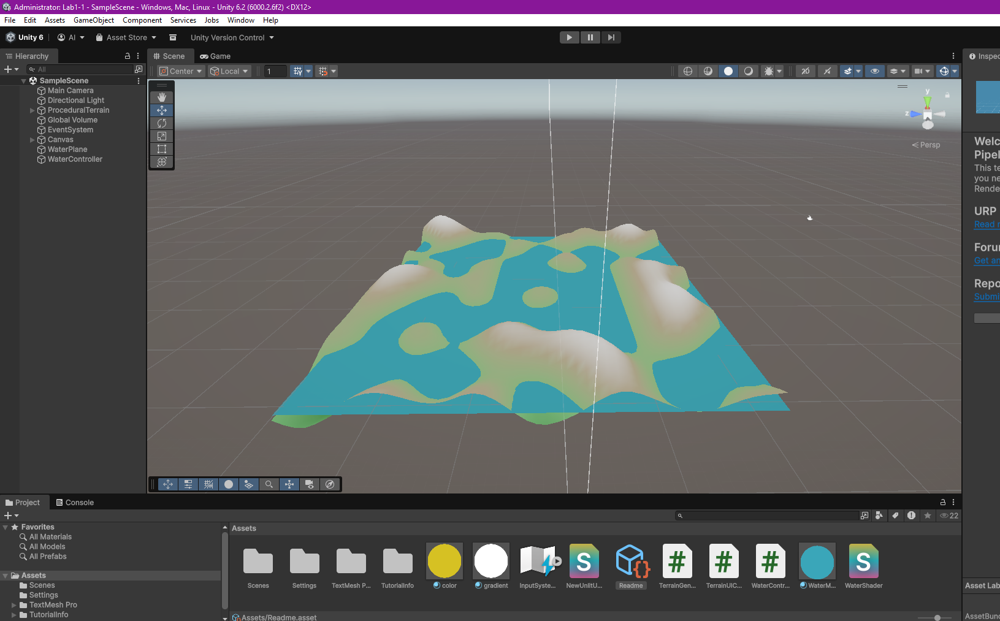 Administrator: Lab1-1 - SampleScene - Windows, Mac, Linux - Unity 6.2 (6000.2.6f2) <DX12>
File Edit Assets GameObject Component Services Jobs Window Help
Unity 6 AI Asset Store Unity Version Control
Hierarchy
All
SampleScene
Main Camera
Directional Light
ProceduralTerrain
Global Volume
EventSystem
Canvas
WaterPlane
WaterController
Scene Game
Center Local 1 2D
y
z
Persp
Inspec
Welc
Pipel
This te
you ne
Rende
URP
Read r
Foru
Get an
Repo
Submi
Project Console
22
Favorites
All Materials
All Models
All Prefabs
Assets
Scenes
Settings
TextMesh Pro
TutorialInfo
Assets
S S
# # #
Scenes Settings TextMesh P... TutorialInfo color gradient InputSyste... NewUnlitU... Readme TerrainGen... TerrainUIC... WaterContr... WaterM... WaterShader
Assets/Readme.asset
Asset Lab
AssetBund